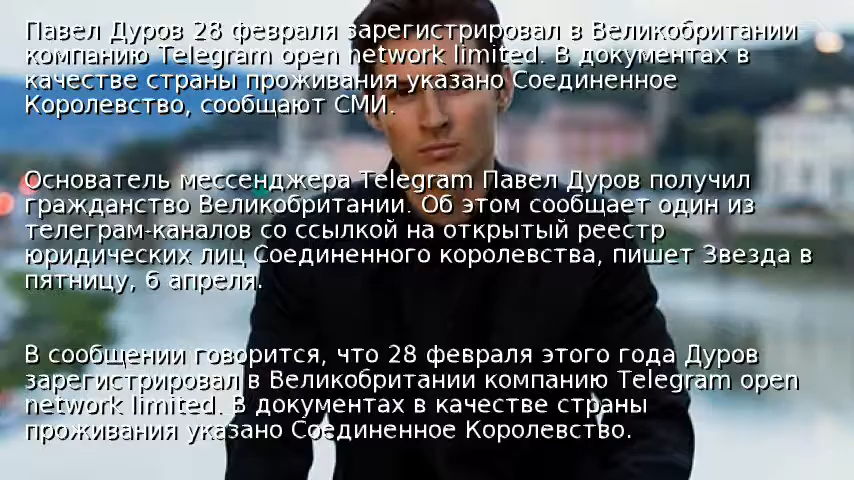 Павел Дуров 28 февраля зарегистрировал в Великобритании
компанию Telegram open network limited. В документах в
качестве страны проживания указано Соединенное
Королевство, сообщают СМИ.
Основатель мессенджера Telegram Павел Дуров получил
гражданство Великобритании. Об этом сообщает один из
телеграм-каналов со ссылкой на открытый реестр
юридических лиц Соединенного королевства, пишет Звезда в
пятницу, 6 апреля.
В сообщении говорится, что 28 февраля этого года Дуров
зарегистрировал в Великобритании компанию Telegram open
network limited. В документах в качестве страны
проживания указано Соединенное Королевство.